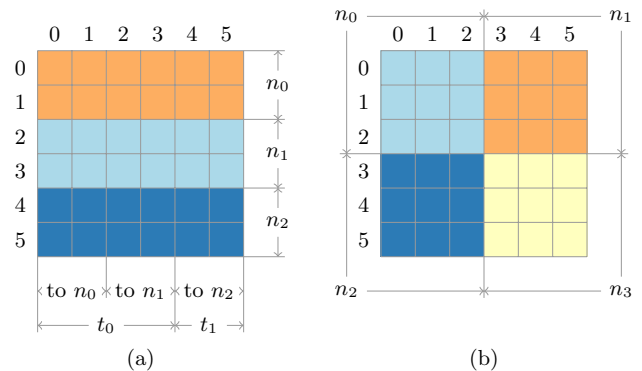 n₀ n₁
0 1 2 3 4 5
0 1 2 3 4 5
0
1
2
3
4
5
n₀
n₁
n₂
0
1
2
3
4
5
to n₀ to n₁ to n₂
n₂ n₃
t₀ t₁
(a) (b)